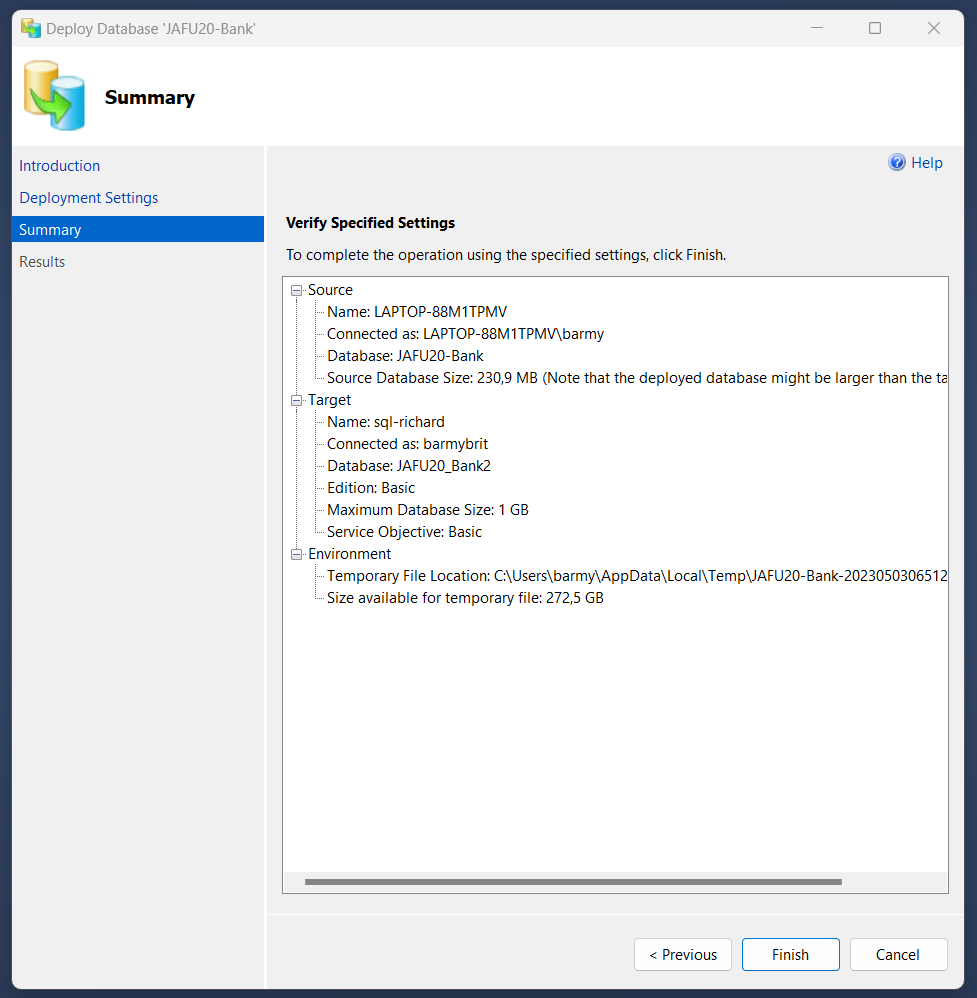 Deploy Database 'JAFU20-Bank'
Summary
Introduction
Deployment Settings
Summary
Results
Help
Verify Specified Settings
To complete the operation using the specified settings, click Finish.
Source
Name: LAPTOP-88M1TPMV
Connected as: LAPTOP-88M1TPMV\barmy
Database: JAFU20-Bank
Source Database Size: 230,9 MB (Note that the deployed database might be larger than the ta
Target
Name: sql-richard
Connected as: barmybrit
Database: JAFU20_Bank2
Edition: Basic
Maximum Database Size: 1 GB
Service Objective: Basic
Environment
Temporary File Location: C:\Users\barmy\AppData\Local\Temp\JAFU20-Bank-2023050306512
Size available for temporary file: 272,5 GB
< Previous
Finish
Cancel